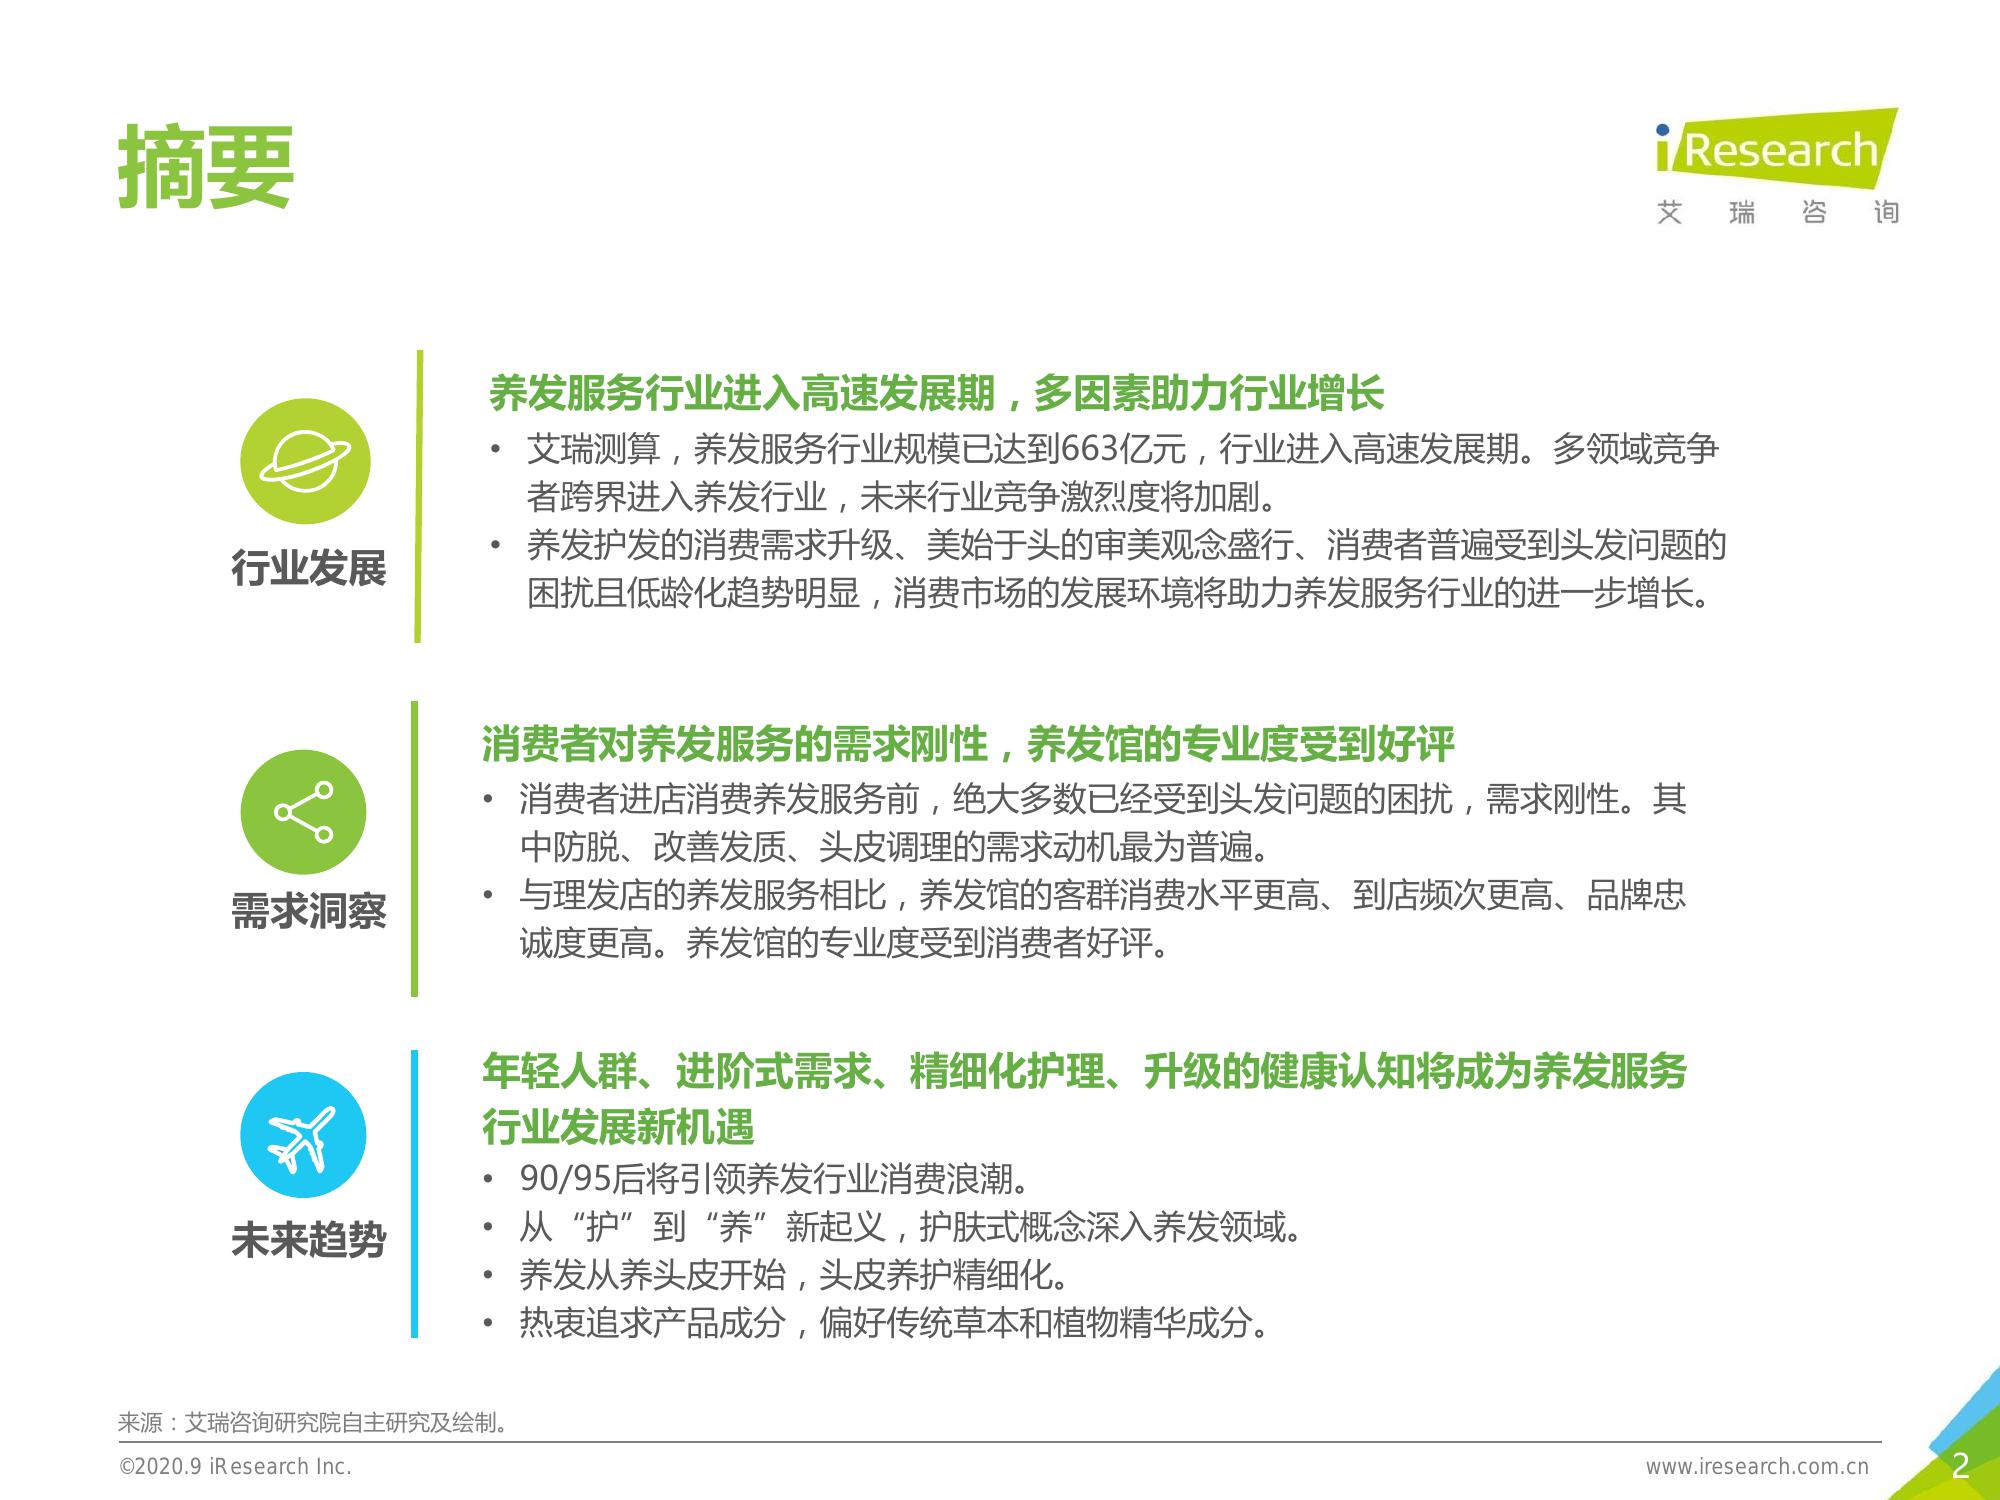 摘要
iResearch
艾瑞咨询
养发服务行业进入高速发展期，多因素助力行业增长
• 艾瑞测算，养发服务行业规模已达到663亿元，行业进入高速发展期。多领域竞争
者跨界进入养发行业，未来行业竞争激烈度将加剧。
• 养发护发的消费需求升级、美始于头的审美观念盛行、消费者普遍受到头发问题的
困扰且低龄化趋势明显，消费市场的发展环境将助力养发服务行业的进一步增长。
行业发展
消费者对养发服务的需求刚性，养发馆的专业度受到好评
• 消费者进店消费养发服务前，绝大多数已经受到头发问题的困扰，需求刚性。其
中防脱、改善发质、头皮调理的需求动机最为普遍。
• 与理发店的养发服务相比，养发馆的客群消费水平更高、到店频次更高、品牌忠
诚度更高。养发馆的专业度受到消费者好评。
需求洞察
年轻人群、进阶式需求、精细化护理、升级的健康认知将成为养发服务
行业发展新机遇
• 90/95后将引领养发行业消费浪潮。
• 从“护”到“养”新起义，护肤式概念深入养发领域。
• 养发从养头皮开始，头皮养护精细化。
• 热衷追求产品成分，偏好传统草本和植物精华成分。
未来趋势
来源：艾瑞咨询研究院自主研究及绘制。
©2020.9 iResearch Inc.
www.iresearch.com.cn
2